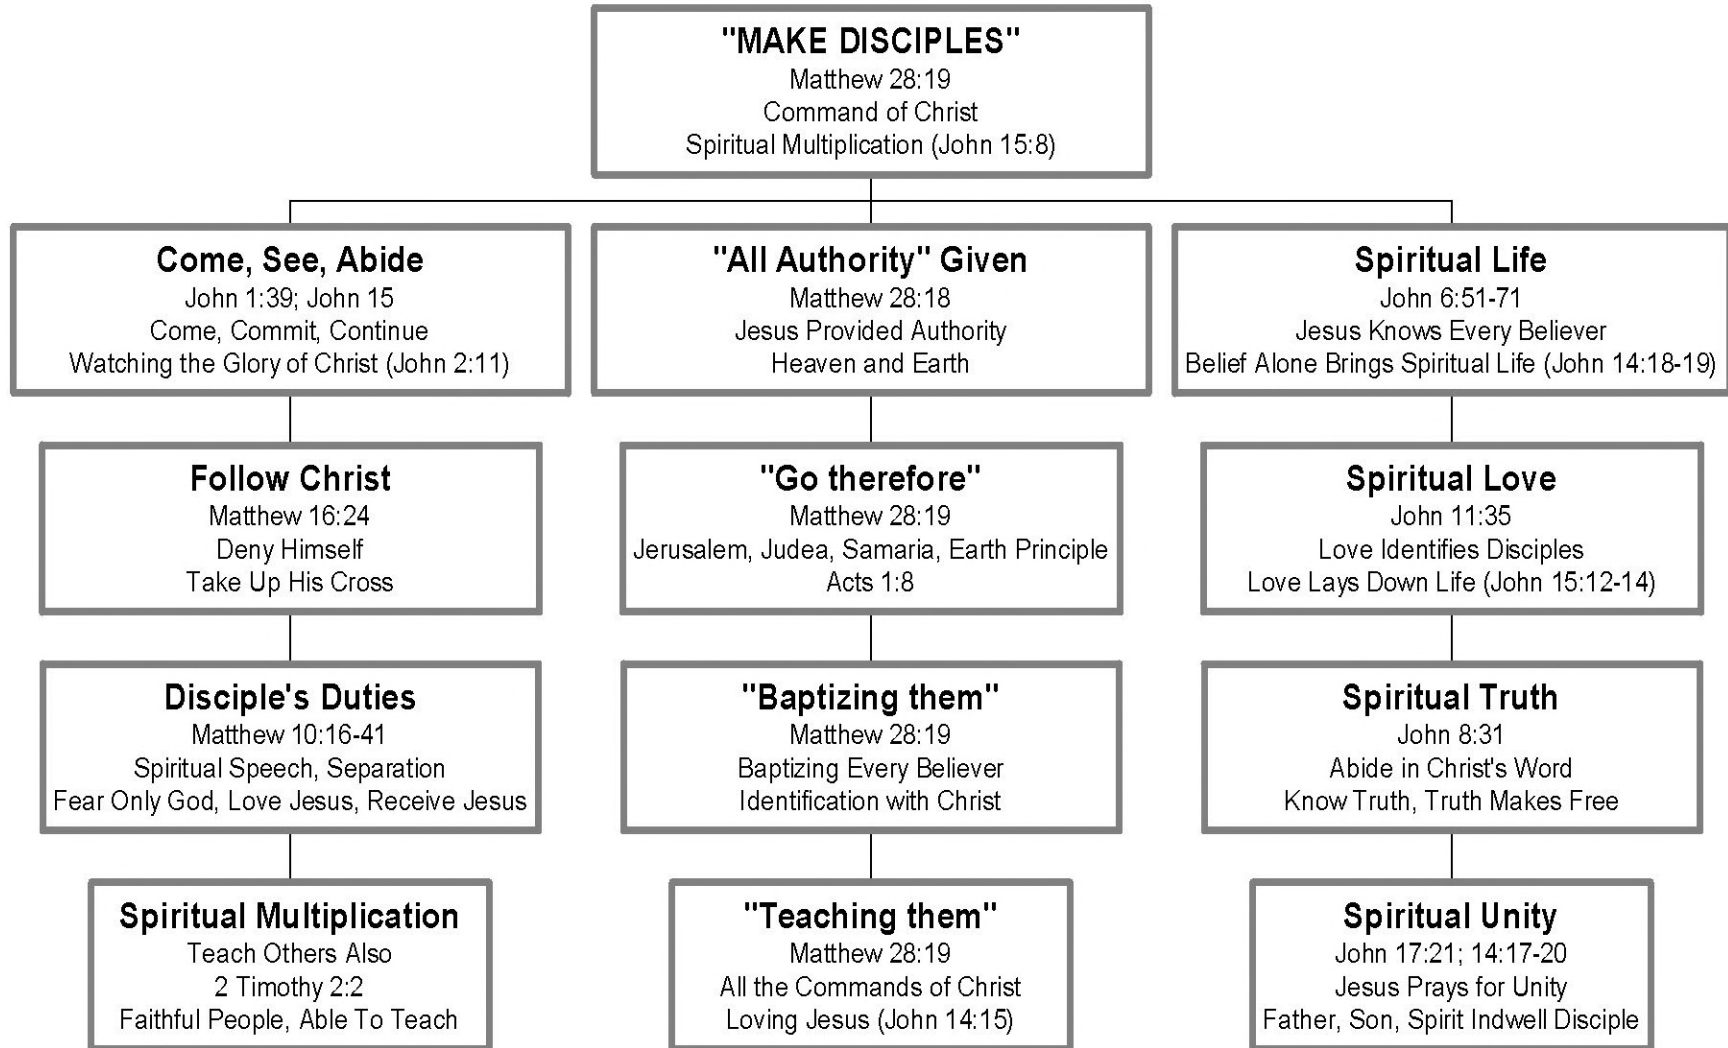 "MAKE DISCIPLES"
Matthew 28:19
Command of Christ
Spiritual Multiplication (John 15:8)
Come, See, Abide
John 1:39; John 15
Come, Commit, Continue
Watching the Glory of Christ (John 2:11)
"All Authority" Given
Matthew 28:18
Jesus Provided Authority
Heaven and Earth
Spiritual Life
John 6:51-71
Jesus Knows Every Believer
Belief Alone Brings Spiritual Life (John 14:18-19)
Follow Christ
Matthew 16:24
Deny Himself
Take Up His Cross
"Go therefore"
Matthew 28:19
Jerusalem, Judea, Samaria, Earth Principle
Acts 1:8
Spiritual Love
John 11:35
Love Identifies Disciples
Love Lays Down Life (John 15:12-14)
Disciple's Duties
Matthew 10:16-41
Spiritual Speech, Separation
Fear Only God, Love Jesus, Receive Jesus
"Baptizing them"
Matthew 28:19
Baptizing Every Believer
Identification with Christ
Spiritual Truth
John 8:31
Abide in Christ's Word
Know Truth, Truth Makes Free
Spiritual Multiplication
Teach Others Also
2 Timothy 2:2
Faithful People, Able To Teach
"Teaching them"
Matthew 28:19
All the Commands of Christ
Loving Jesus (John 14:15)
Spiritual Unity
John 17:21; 14:17-20
Jesus Prays for Unity
Father, Son, Spirit Indwell Disciple